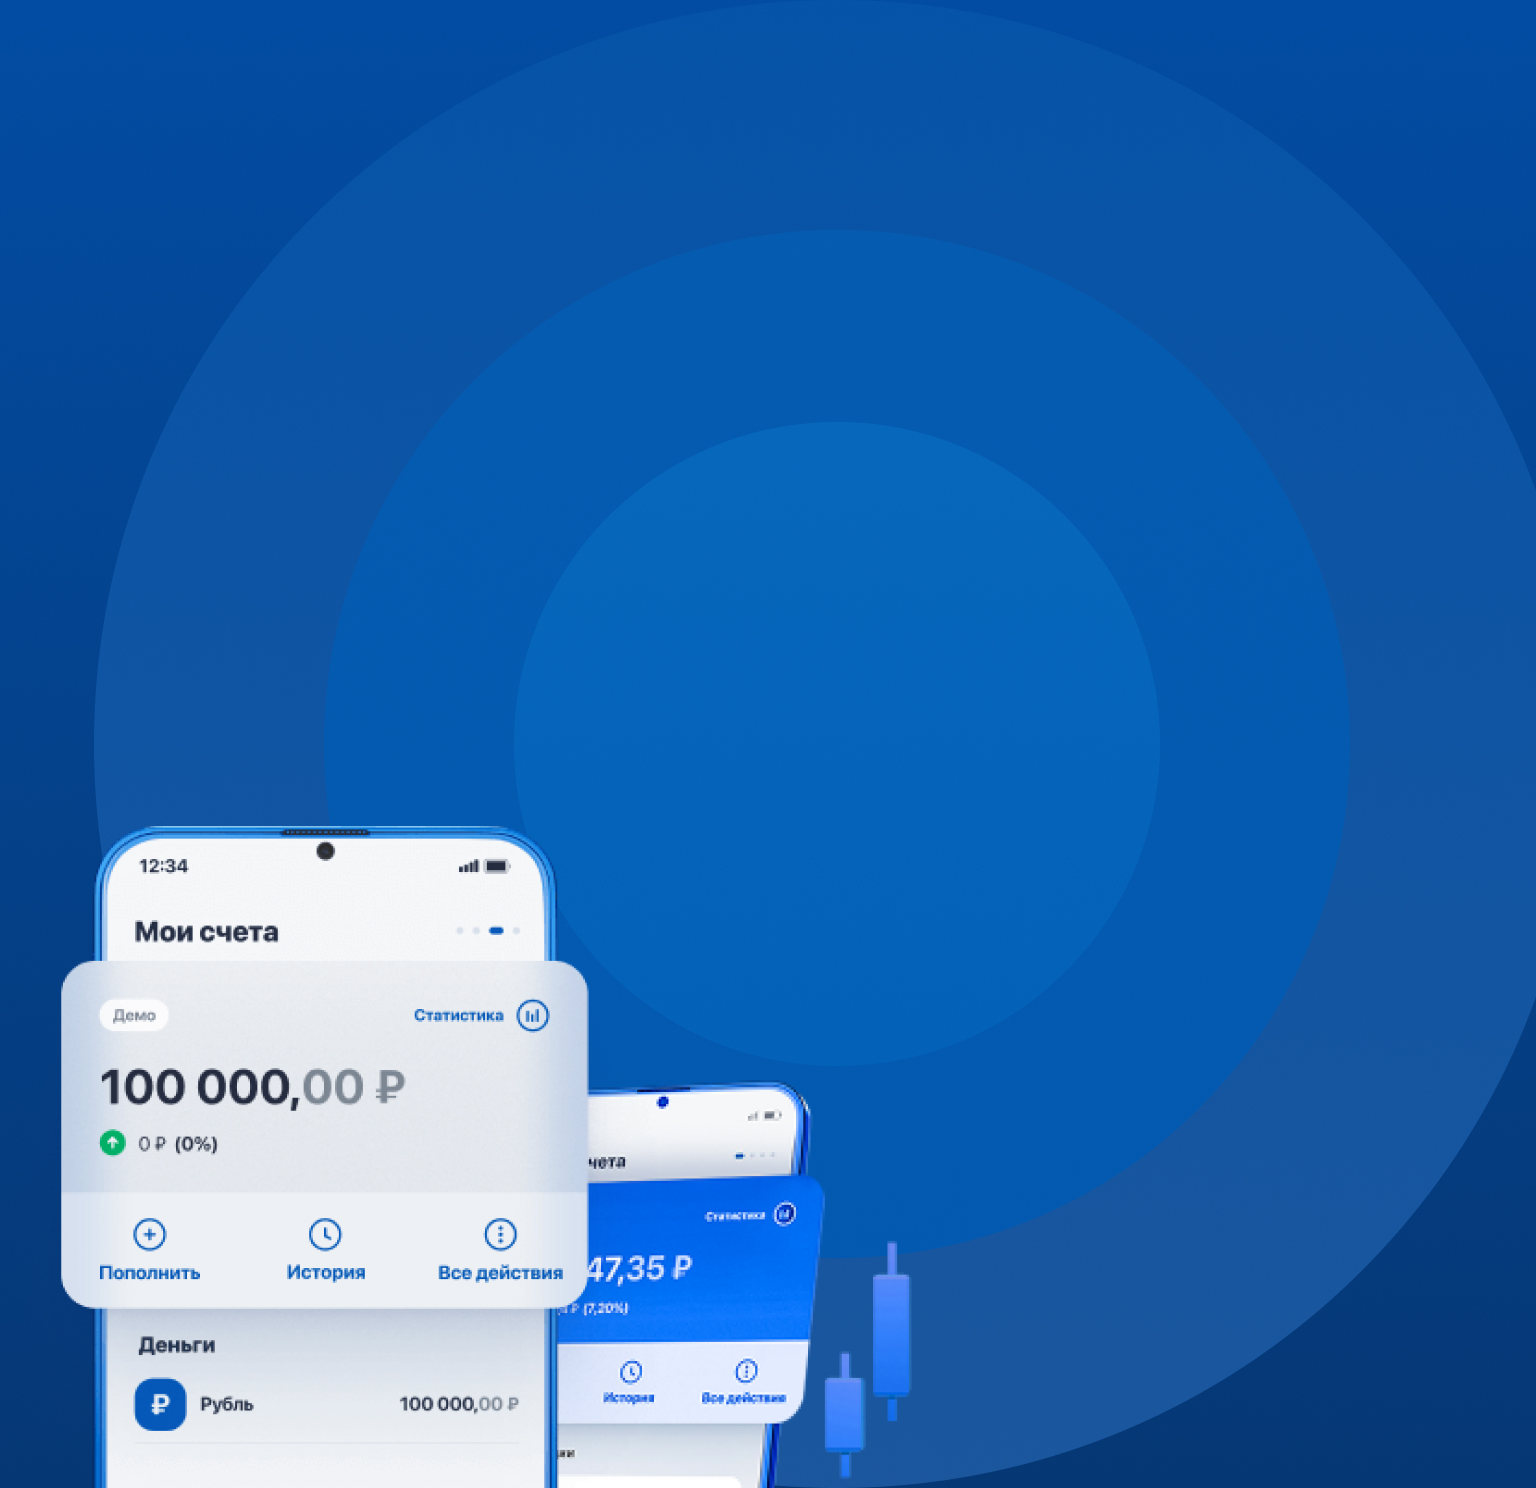 12:34
Мои счета
Демо
Статистика
100 000,00 ₽
0 ₽ (0%)
Пополнить
История
Все действия
Деньги
₽
Рубль
100 000,00 ₽
чета
Статистика
47,35 ₽
₽ (7,20%)
История
Все действия